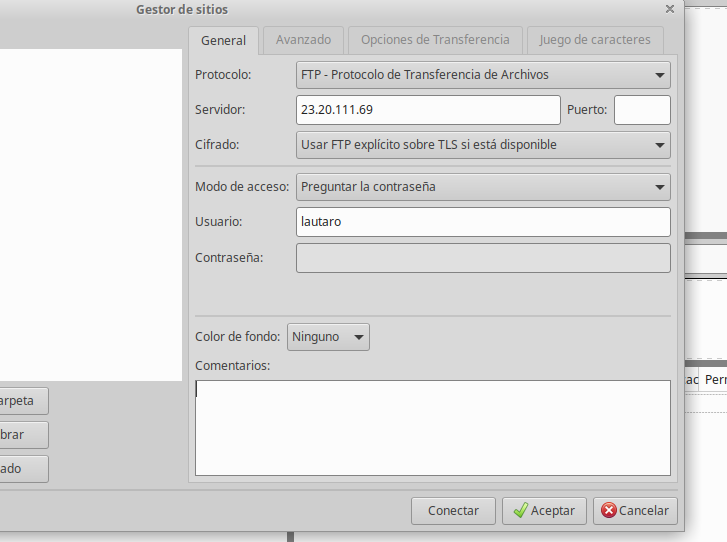 Gestor de sitios
General Avanzado Opciones de Transferencia Juego de caracteres
Protocolo: FTP - Protocolo de Transferencia de Archivos
Servidor: 23.20.111.69 Puerto:
Cifrado: Usar FTP explícito sobre TLS si está disponible
Modo de acceso: Preguntar la contraseña
Usuario: lautaro
Contraseña:
Color de fondo: Ninguno
Comentarios:
arpeta
brar
ado
ac Perr
Conectar Aceptar Cancelar